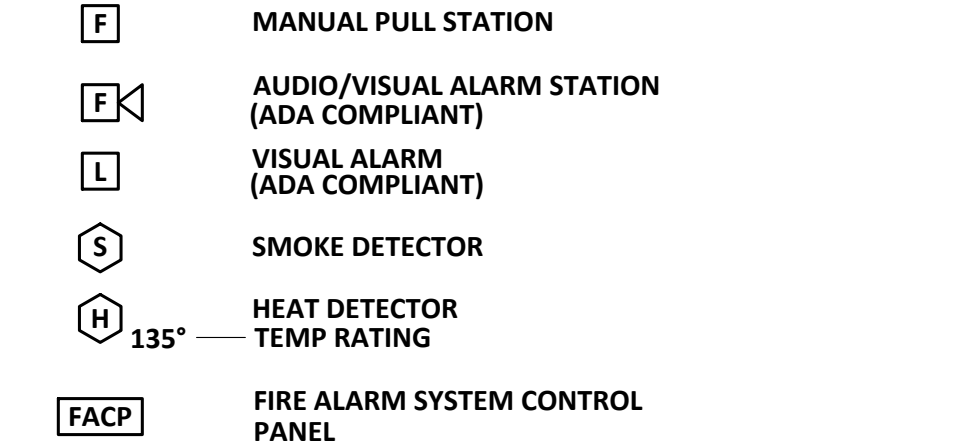 F MANUAL PULL STATION
F AUDIO/VISUAL ALARM STATION
(ADA COMPLIANT)
L VISUAL ALARM
(ADA COMPLIANT)
S SMOKE DETECTOR
H HEAT DETECTOR
135° TEMP RATING
FACP FIRE ALARM SYSTEM CONTROL
PANEL